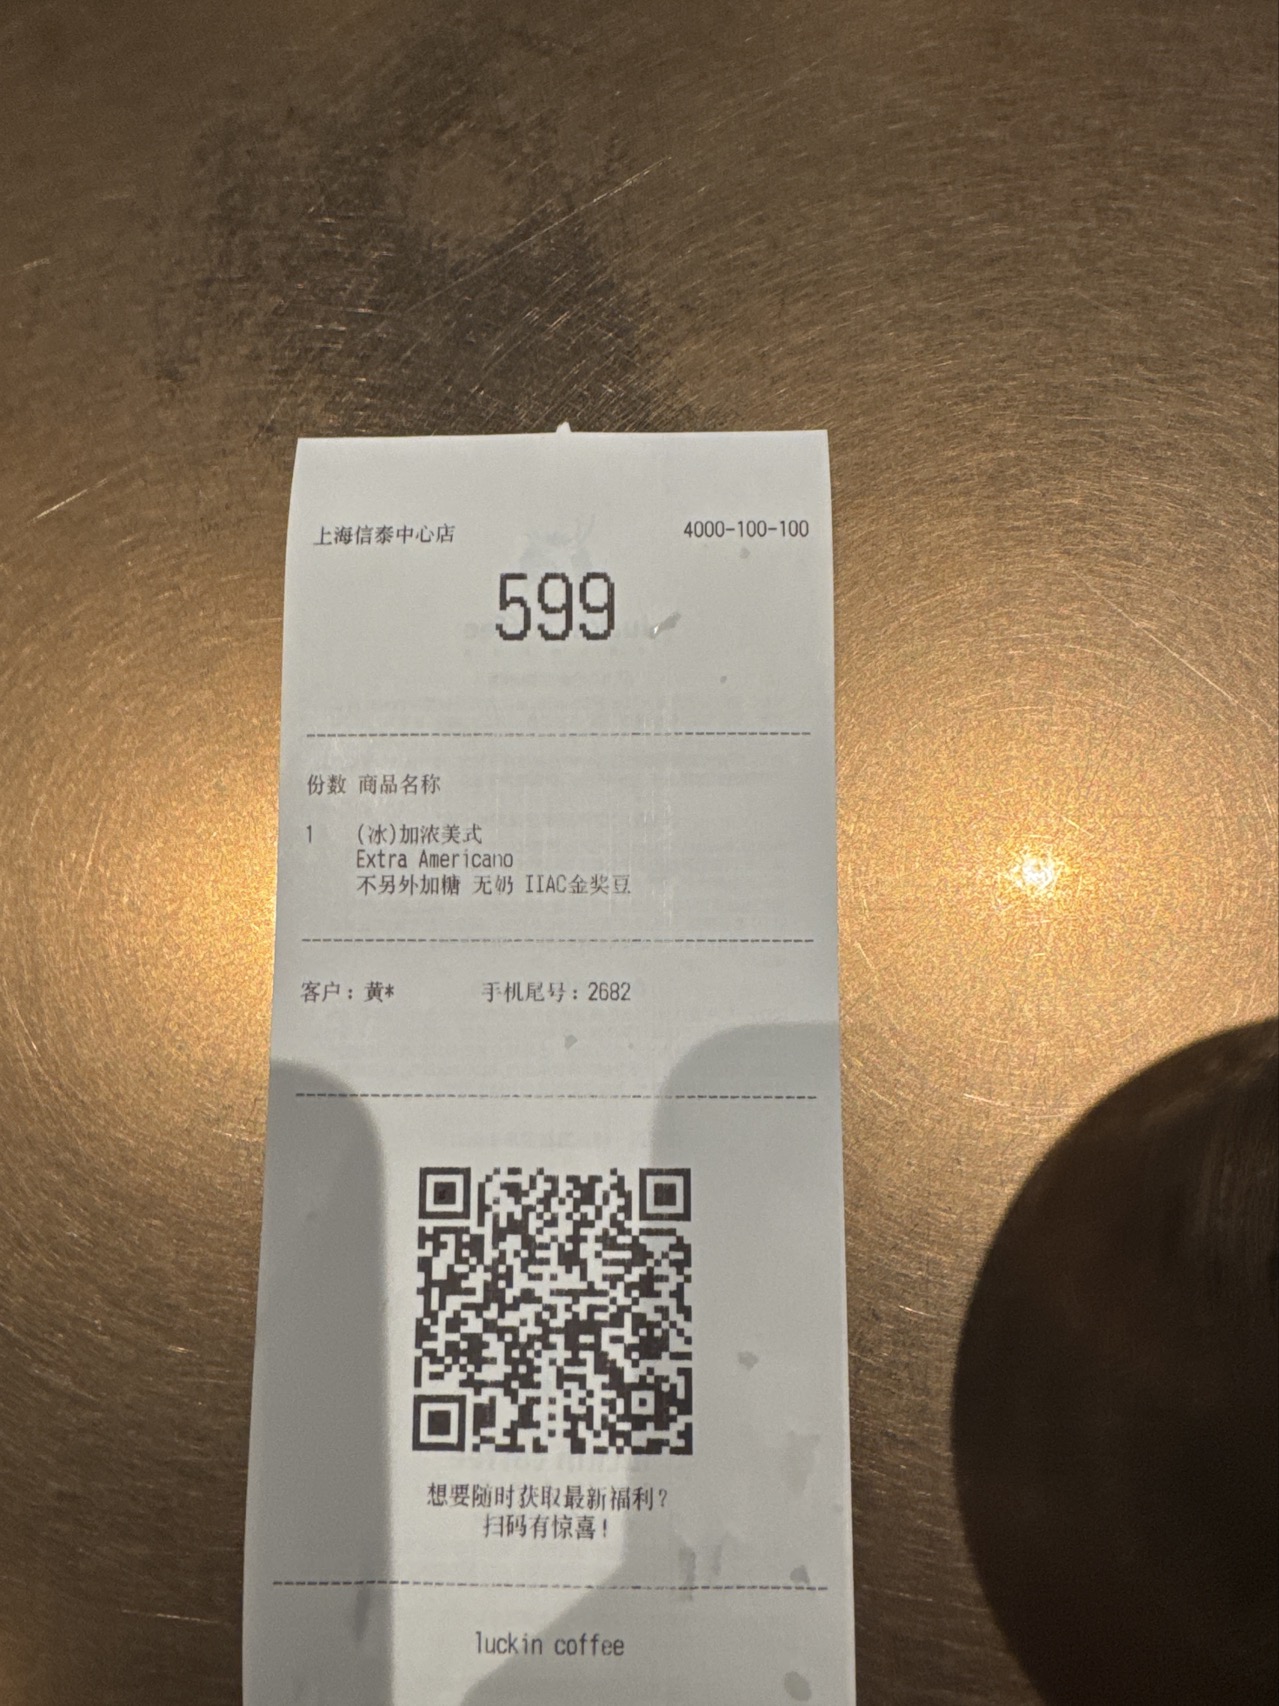 上海信泰中心店 4000-100-100
599
份数 商品名称
1 (冰)加浓美式
Extra Americano
不另外加糖 无奶 IIAC金奖豆
客户：黄* 手机尾号：2682
想要随时获取最新福利？
扫码有惊喜！
luckin coffee